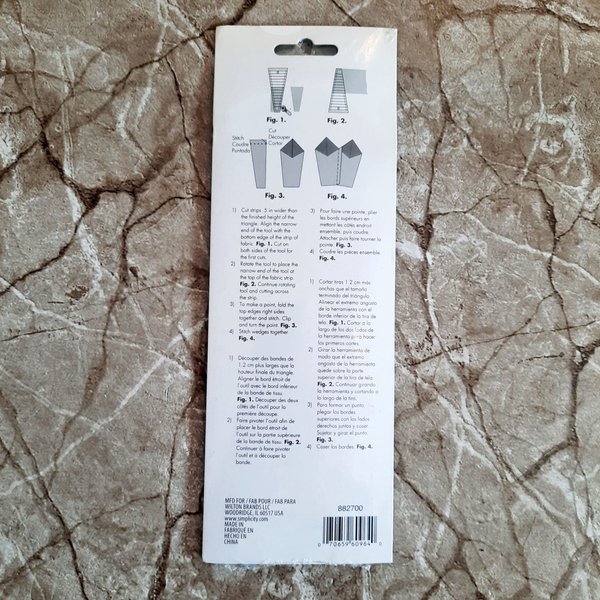 Fig. 1.
Fig. 2.
Stitch
Coudre
Puntada
Cut
Découper
Cortar
Fig. 3.
Fig. 4.
1) Cut strips .5 in wider than
the finished height of the
triangle. Align the narrow
end of the tool with the
bottom edge of the strip of
fabric. Fig. 1. Cut on
both sides of the tool for
the first cuts.
2) Rotate the tool to place the
narrow end of the tool at
the top of the fabric strip.
Fig. 2. Continue rotating
tool and cutting across
the strip.
3) To make a point, fold the
top edges right sides
together and stitch. Clip
and turn the point. Fig. 3.
4) Stitch wedges together.
Fig. 4.
1) Découper des bandes de
1.2 cm plus larges que la
hauteur finale du triangle.
Aligner le bord étroit de
l'outil avec le bord inférieur
de la bande de tissu.
Fig. 1. Découper des deux
côtés de l'outil pour la
première découpe.
2) Faire pivoter l'outil afin de
placer le bord étroit de
l'outil sur la partie supérieure
de la bande de tissu. Fig. 2.
Continuer à faire pivoter
l'outil et à découper la
bande.
3) Pour faire une pointe, plier
les bords supérieurs en
mettant les côtés endroit
ensemble, puis coudre.
Attacher puis faire tourner la
pointe. Fig. 3.
4) Coudre les pièces ensemble.
Fig. 4.
1) Cortar tiras 1.2 cm más
anchas que el tamaño
terminado del triángulo.
Alinear el extremo angosto
de la herramienta con el
borde inferior de la tira de
tela. Fig. 1. Cortar a lo
largo de los dos lados de
la herramienta para hacer
los primeros cortes.
2) Girar la herramienta de
modo que el extremo
angosto de la herramienta
quede sobre la parte
superior de la tira de tela.
Fig. 2. Continuar girando
la herramienta y cortando a
lo largo de la tira.
3) Para formar un punto,
plegar los bordes
superiores con los lados
derechos juntos y coser.
Sujetar y girar el punto.
Fig. 3.
4) Coser los bordes. Fig. 4.
MFD FOR / FAB POUR / FAB PARA
WILTON BRANDS LLC
WOODRIDGE, IL 60517 USA
www.simplicity.com
MADE IN
FABRIQUÉ EN
HECHO EN
CHINA
882700
0 70659 60964 0